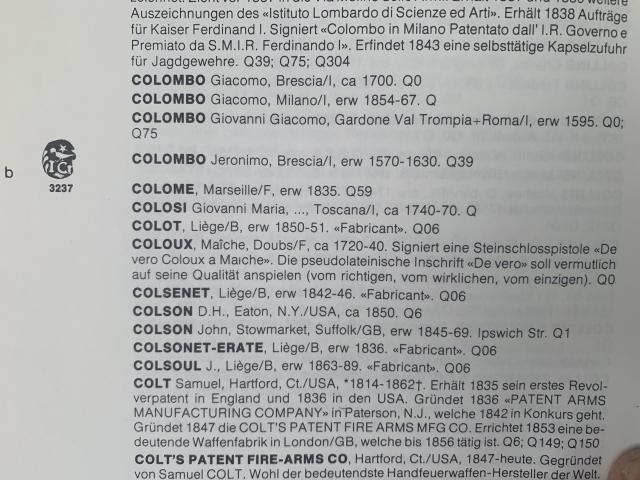 Auszeichnungen des «Istituto Lombardo di Scienze ed Arti». Erhält 1838 Aufträge
für Kaiser Ferdinand I. Signiert «Colombo in Milano Patentato dall' I.R. Governo e
Premiato da S.M.I.R. Ferdinando I». Erfindet 1843 eine selbsttätige Kapselzufuhr
für Jagdgewehre. Q39; Q75; Q304
COLOMBO Giacomo, Brescia/I, ca 1700. Q0
COLOMBO Giacomo, Milano/I, erw 1854-67. Q
COLOMBO Giovanni Giacomo, Gardone Val Trompia+Roma/I, erw 1595. Q0;
Q75
b
IC
3237
COLOMBO Jeronimo, Brescia/I, erw 1570-1630. Q39
COLOME, Marseille/F, erw 1835. Q59
COLOSI Giovanni Maria, ..., Toscana/I, ca 1740-70. Q
COLOT, Liège/B, erw 1850-51. «Fabricant». Q06
COLOUX, Maîche, Doubs/F, ca 1720-40. Signiert eine Steinschlosspistole «De
vero Coloux a Maiche». Die pseudolateinische Inschrift «De vero» soll vermutlich
auf seine Qualität anspielen (vom richtigen, vom wirklichen, vom einzigen). Q0
COLSENET, Liège/B, erw 1842-46. «Fabricant». Q06
COLSON D.H., Eaton, N.Y./USA, ca 1850. Q6
COLSON John, Stowmarket, Suffolk/GB, erw 1845-69. Ipswich Str. Q1
COLSONET-ERATE, Liège/B, erw 1836. «Fabricant». Q06
COLSOUL J., Liège/B, erw 1863-89. «Fabricant». Q06
COLT Samuel, Hartford, Ct./USA, *1814-1862†. Erhält 1835 sein erstes Revol-
verpatent in England und 1836 in den USA. Gründet 1836 «PATENT ARMS
MANUFACTURING COMPANY» in Paterson, N.J., welche 1842 in Konkurs geht.
Gründet 1847 die COLT'S PATENT FIRE ARMS MFG CO. Errichtet 1853 eine be-
deutende Waffenfabrik in London/GB, welche bis 1856 tätig ist. Q6; Q149; Q150
COLT'S PATENT FIRE-ARMS CO, Hartford, Ct./USA, 1847-heute. Gegründet
von Samuel COLT. Wohl der bedeutendste Handfeuerwaffen-Hersteller der Welt.